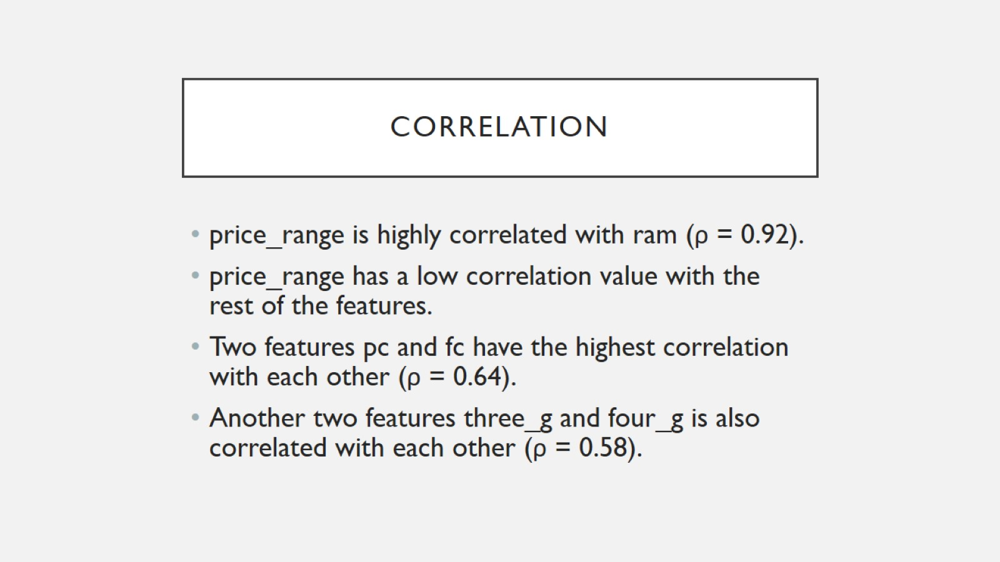 CORRELATION
• price_range is highly correlated with ram (ρ = 0.92).
• price_range has a low correlation value with the
rest of the features.
• Two features pc and fc have the highest correlation
with each other (ρ = 0.64).
• Another two features three_g and four_g is also
correlated with each other (ρ = 0.58).